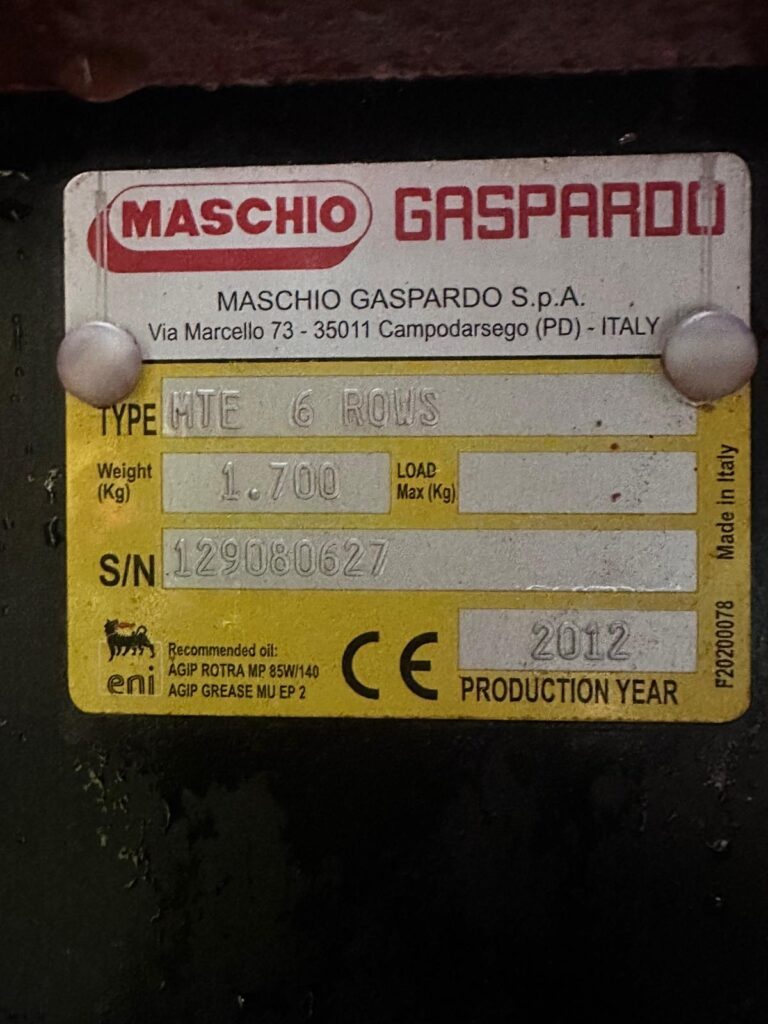 MASCHIO GASPARDO
MASCHIO GASPARDO S.p.A.
Via Marcello 73 - 35011 Campodarsego (PD) - ITALY
TYPE MTE 6 ROWS
Weight (Kg) 1.700 LOAD Max (Kg)
S/N 129080627
eni
Recommended oil:
AGIP ROTRA MP 85W/140
AGIP GREASE MU EP 2
CE
2012
PRODUCTION YEAR
F20200078 Made in Italy